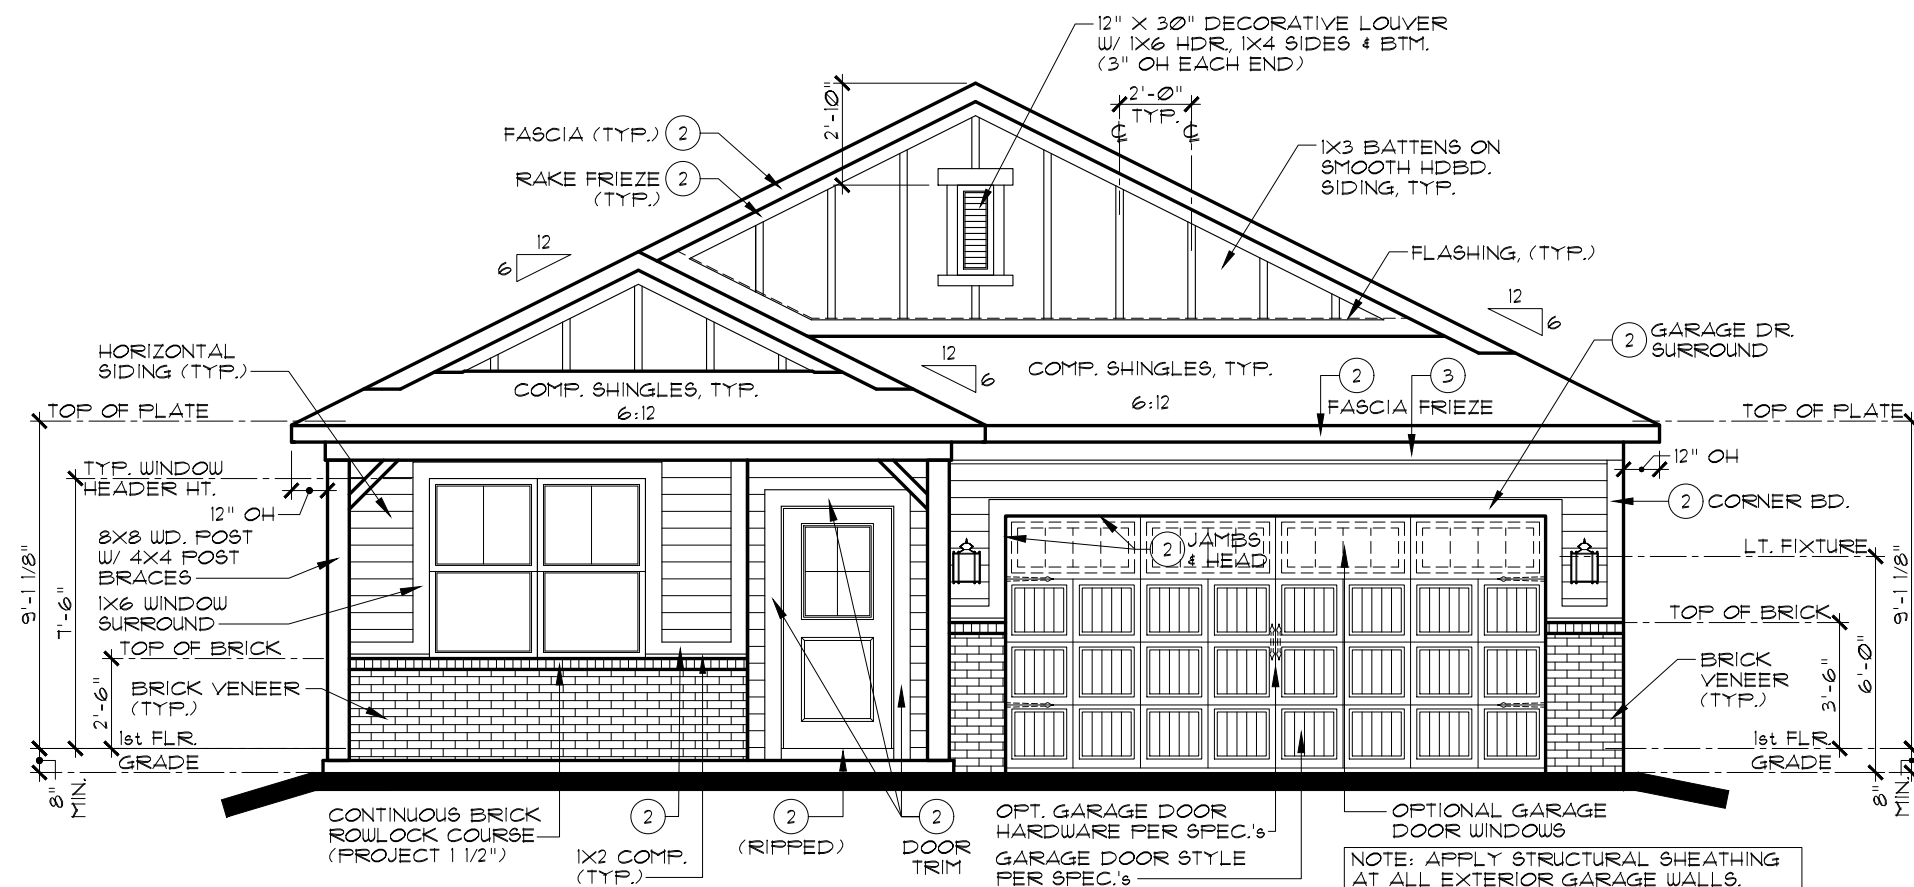 12" X 30" DECORATIVE LOUVER
W/ 1X6 HDR, 1X4 SIDES & BTM.
(3" OH EACH END)
2'-10"
2'-0"
TYP.
℄
℄
FASCIA (TYP.) 2
RAKE FRIEZE 2
(TYP.)
1X3 BATTENS ON
SMOOTH HDBD.
SIDING, TYP.
12
6
FLASHING, (TYP.)
12
6
2 GARAGE DR.
SURROUND
HORIZONTAL
SIDING (TYP.)
12
6
COMP. SHINGLES, TYP.
6:12
COMP. SHINGLES, TYP.
6:12
2
FASCIA
3
FRIEZE
TOP OF PLATE
TOP OF PLATE
TYP. WINDOW
HEADER HT.
12" OH
12" OH
2 CORNER BD.
8X8 WD. POST
W/ 4X4 POST
BRACES
2 JAMBS
& HEAD
LT. FIXTURE
9'-1 1/8"
7'-6"
1X6 WINDOW
SURROUND
TOP OF BRICK
TOP OF BRICK
9'-1 1/8"
6'-0"
3'-6"
2'-6"
BRICK VENEER
(TYP.)
BRICK
VENEER
(TYP.)
1st FLR.
GRADE
1st FLR.
GRADE
8"
MIN.
8"
MIN.
CONTINUOUS BRICK
ROWLOCK COURSE
(PROJECT 1 1/2")
2
1X2 COMP.
(TYP.)
2
(RIPPED)
2
DOOR
TRIM
OPT. GARAGE DOOR
HARDWARE PER SPEC.'s
GARAGE DOOR STYLE
PER SPEC.'s
OPTIONAL GARAGE
DOOR WINDOWS
NOTE: APPLY STRUCTURAL SHEATHING
AT ALL EXTERIOR GARAGE WALLS.